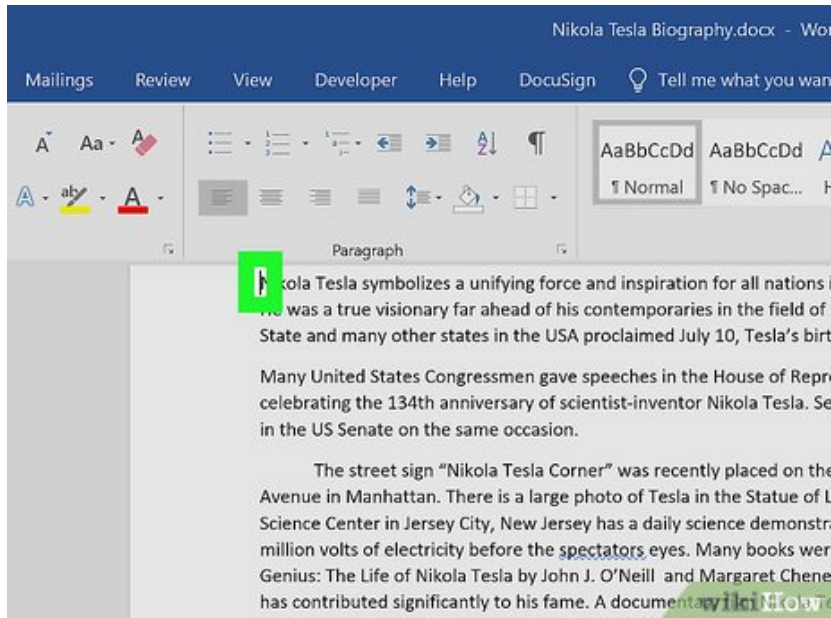 Nikola Tesla Biography.docx - Wor
Mailings Review View Developer Help DocuSign Tell me what you wan
A Aa
A aby A
AaBbCcDd AaBbCcDd A
¶ Normal ¶ No Spac... H
Paragraph
Nikola Tesla symbolizes a unifying force and inspiration for all nations i
He was a true visionary far ahead of his contemporaries in the field of
State and many other states in the USA proclaimed July 10, Tesla's birt
Many United States Congressmen gave speeches in the House of Repre
celebrating the 134th anniversary of scientist-inventor Nikola Tesla. Se
in the US Senate on the same occasion.
The street sign “Nikola Tesla Corner” was recently placed on the
Avenue in Manhattan. There is a large photo of Tesla in the Statue of L
Science Center in Jersey City, New Jersey has a daily science demonstra
million volts of electricity before the spectators eyes. Many books wer
Genius: The Life of Nikola Tesla by John J. O'Neill and Margaret Chene
has contributed significantly to his fame. A documenta
wikiHow